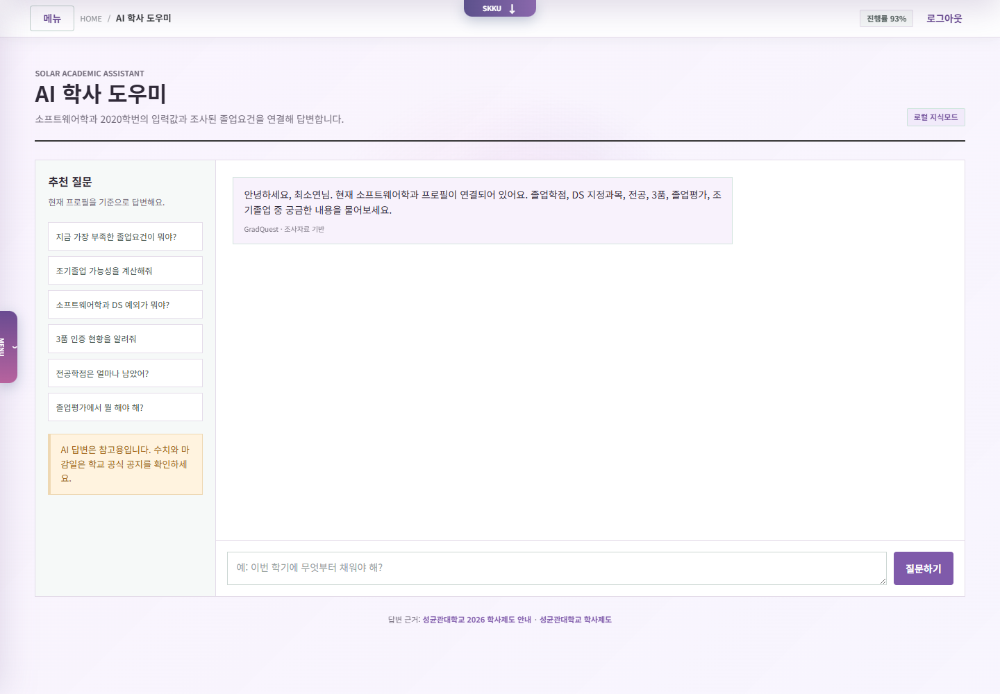 SKKU ↓
메뉴
HOME / AI 학사 도우미
진행률 93%
로그아웃
SOLAR ACADEMIC ASSISTANT
AI 학사 도우미
소프트웨어학과 2020학번의 입력값과 조사된 졸업요건을 연결해 답변합니다.
로컬 지식모드
추천 질문
현재 프로필을 기준으로 답변해요.
지금 가장 부족한 졸업요건이 뭐야?
조기졸업 가능성을 계산해줘
소프트웨어학과 DS 예외가 뭐야?
3품 인증 현황을 알려줘
전공학점은 얼마나 남았어?
졸업평가에서 뭘 해야 해?
AI 답변은 참고용입니다. 수치와 마
감일은 학교 공식 공지를 확인하세
요.
MENU
안녕하세요, 최소연님. 현재 소프트웨어학과 프로필이 연결되어 있어요. 졸업학점, DS 지정과목, 전공, 3품, 졸업평가, 조
기졸업 중 궁금한 내용을 물어보세요.
GradQuest · 조사자료 기반
예: 이번 학기에 무엇부터 채워야 해?
질문하기
답변 근거: 성균관대학교 2026 학사제도 안내 · 성균관대학교 학사제도